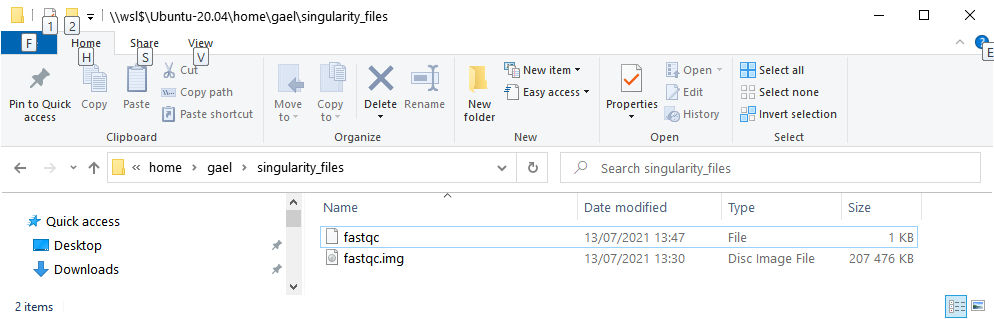 1 2 \\wsl$\Ubuntu-20.04\home\gael\singularity_files
F Home Share View
H S V E
Pin to Quick access
Copy
Paste
Cut
Copy path
Paste shortcut
Clipboard
Move to
Copy to
Delete
Rename
Organize
New folder
New item
Easy access
New
Properties
Open
Edit
History
Open
Select all
Select none
Invert selection
Select
« home › gael › singularity_files
Search singularity_files
Quick access
Desktop
Downloads
Name Date modified Type Size
fastqc 13/07/2021 13:47 File 1 KB
fastqc.img 13/07/2021 13:30 Disc Image File 207 476 KB
2 items